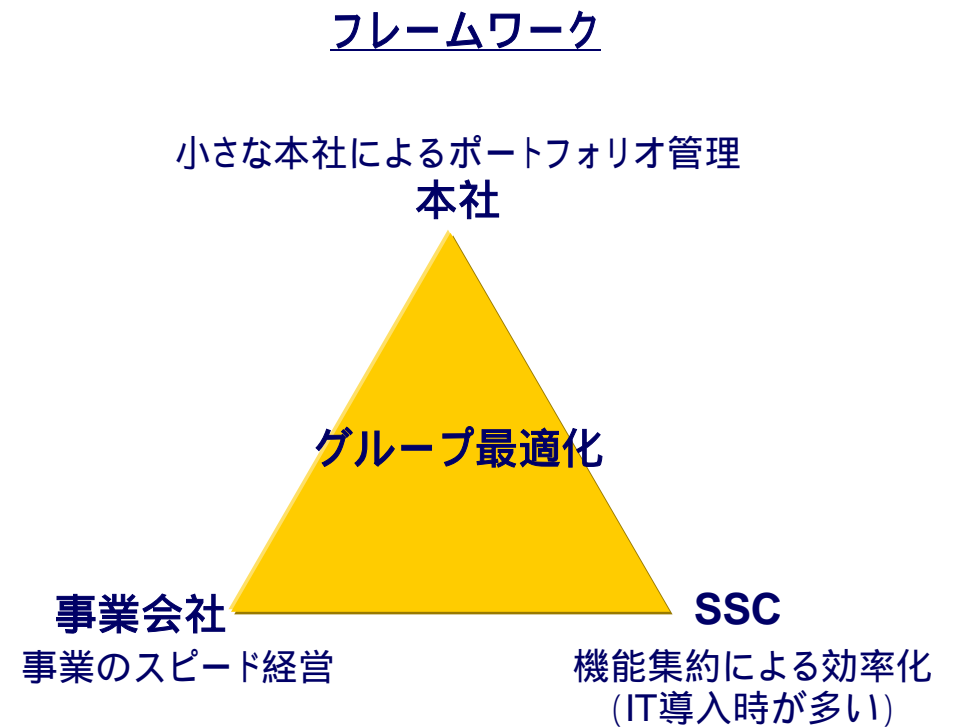 フレームワーク
小さな本社によるポートフォリオ管理
本社
グループ最適化
事業会社
事業のスピード経営
SSC
機能集約による効率化
(IT導入時が多い)